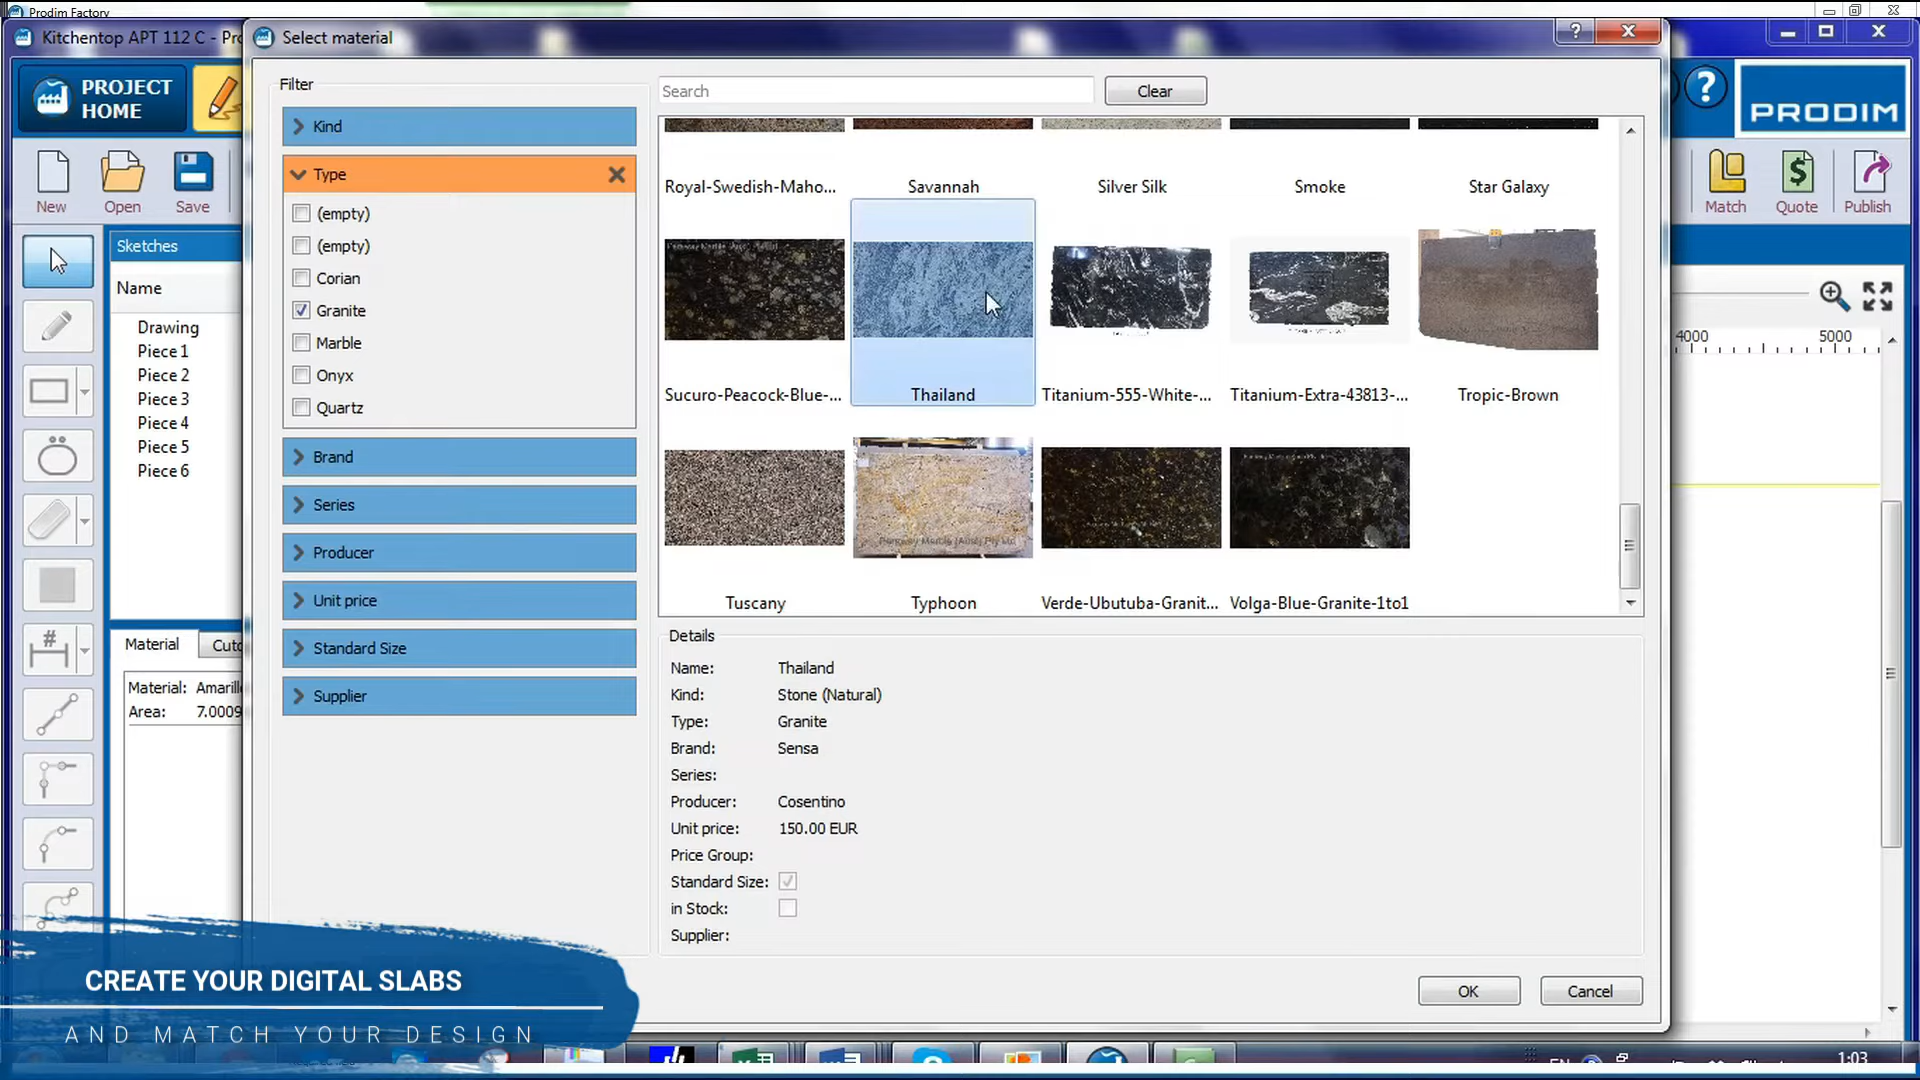 Prodim Factory
Kitchentop APT 112 C - Pro
Select material
PROJECT
HOME
PRODIM
New
Open
Save
Match
Quote
Publish
Filter
Kind
Type
(empty)
(empty)
Corian
Granite
Marble
Onyx
Quartz
Brand
Series
Producer
Unit price
Standard Size
Supplier
Search
Clear
Royal-Swedish-Maho...
Savannah
Silver Silk
Smoke
Star Galaxy
Sucuro-Peacock-Blue-...
Thailand
Titanium-555-White-...
Titanium-Extra-43813-...
Tropic-Brown
Tuscany
Typhoon
Verde-Ubutuba-Granit...
Volga-Blue-Granite-1to1
Details
Name: Thailand
Kind: Stone (Natural)
Type: Granite
Brand: Sensa
Series:
Producer: Cosentino
Unit price: 150.00 EUR
Price Group:
Standard Size:
in Stock:
Supplier:
OK
Cancel
Sketches
Name
Drawing
Piece 1
Piece 2
Piece 3
Piece 4
Piece 5
Piece 6
Material
Cuto
Material: Amarill
Area: 7.0009
4000
5000
CREATE YOUR DIGITAL SLABS
AND MATCH YOUR DESIGN
EN
1:03